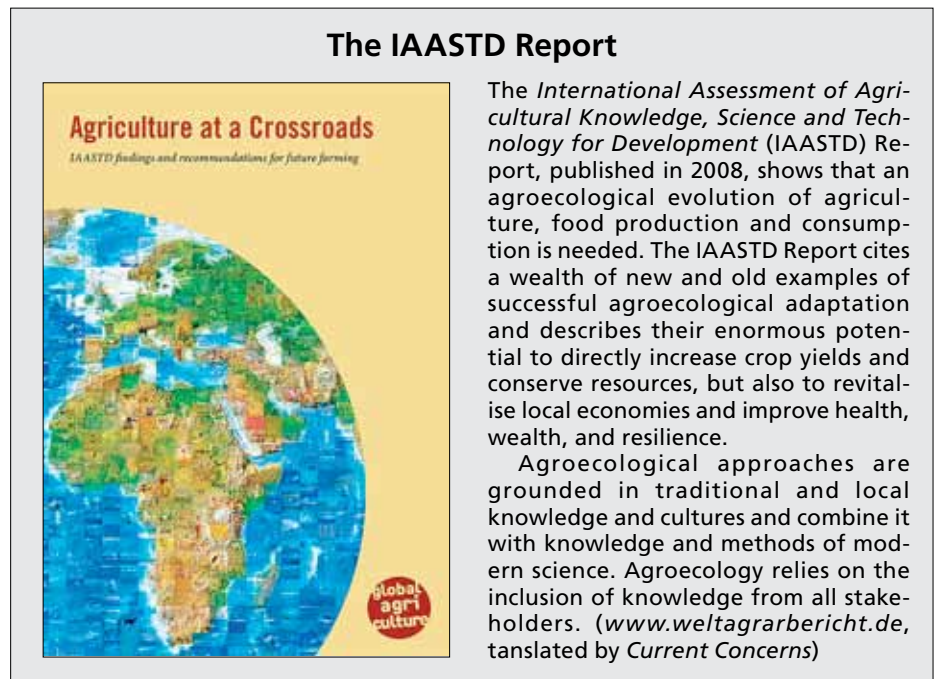 The IAASTD Report
Agriculture at a Crossroads
IAASTD findings and recommendations for future farming
global
agri
culture
The International Assessment of Agri-
cultural Knowledge, Science and Tech-
nology for Development (IAASTD) Re-
port, published in 2008, shows that an
agroecological evolution of agricul-
ture, food production and consump-
tion is needed. The IAASTD Report cites
a wealth of new and old examples of
successful agroecological adaptation
and describes their enormous poten-
tial to directly increase crop yields and
conserve resources, but also to revital-
ise local economies and improve health,
wealth, and resilience.
Agroecological approaches are
grounded in traditional and local
knowledge and cultures and combine it
with knowledge and methods of mod-
ern science. Agroecology relies on the
inclusion of knowledge from all stake-
holders. (www.weltagrarbericht.de,
tanslated by Current Concerns)